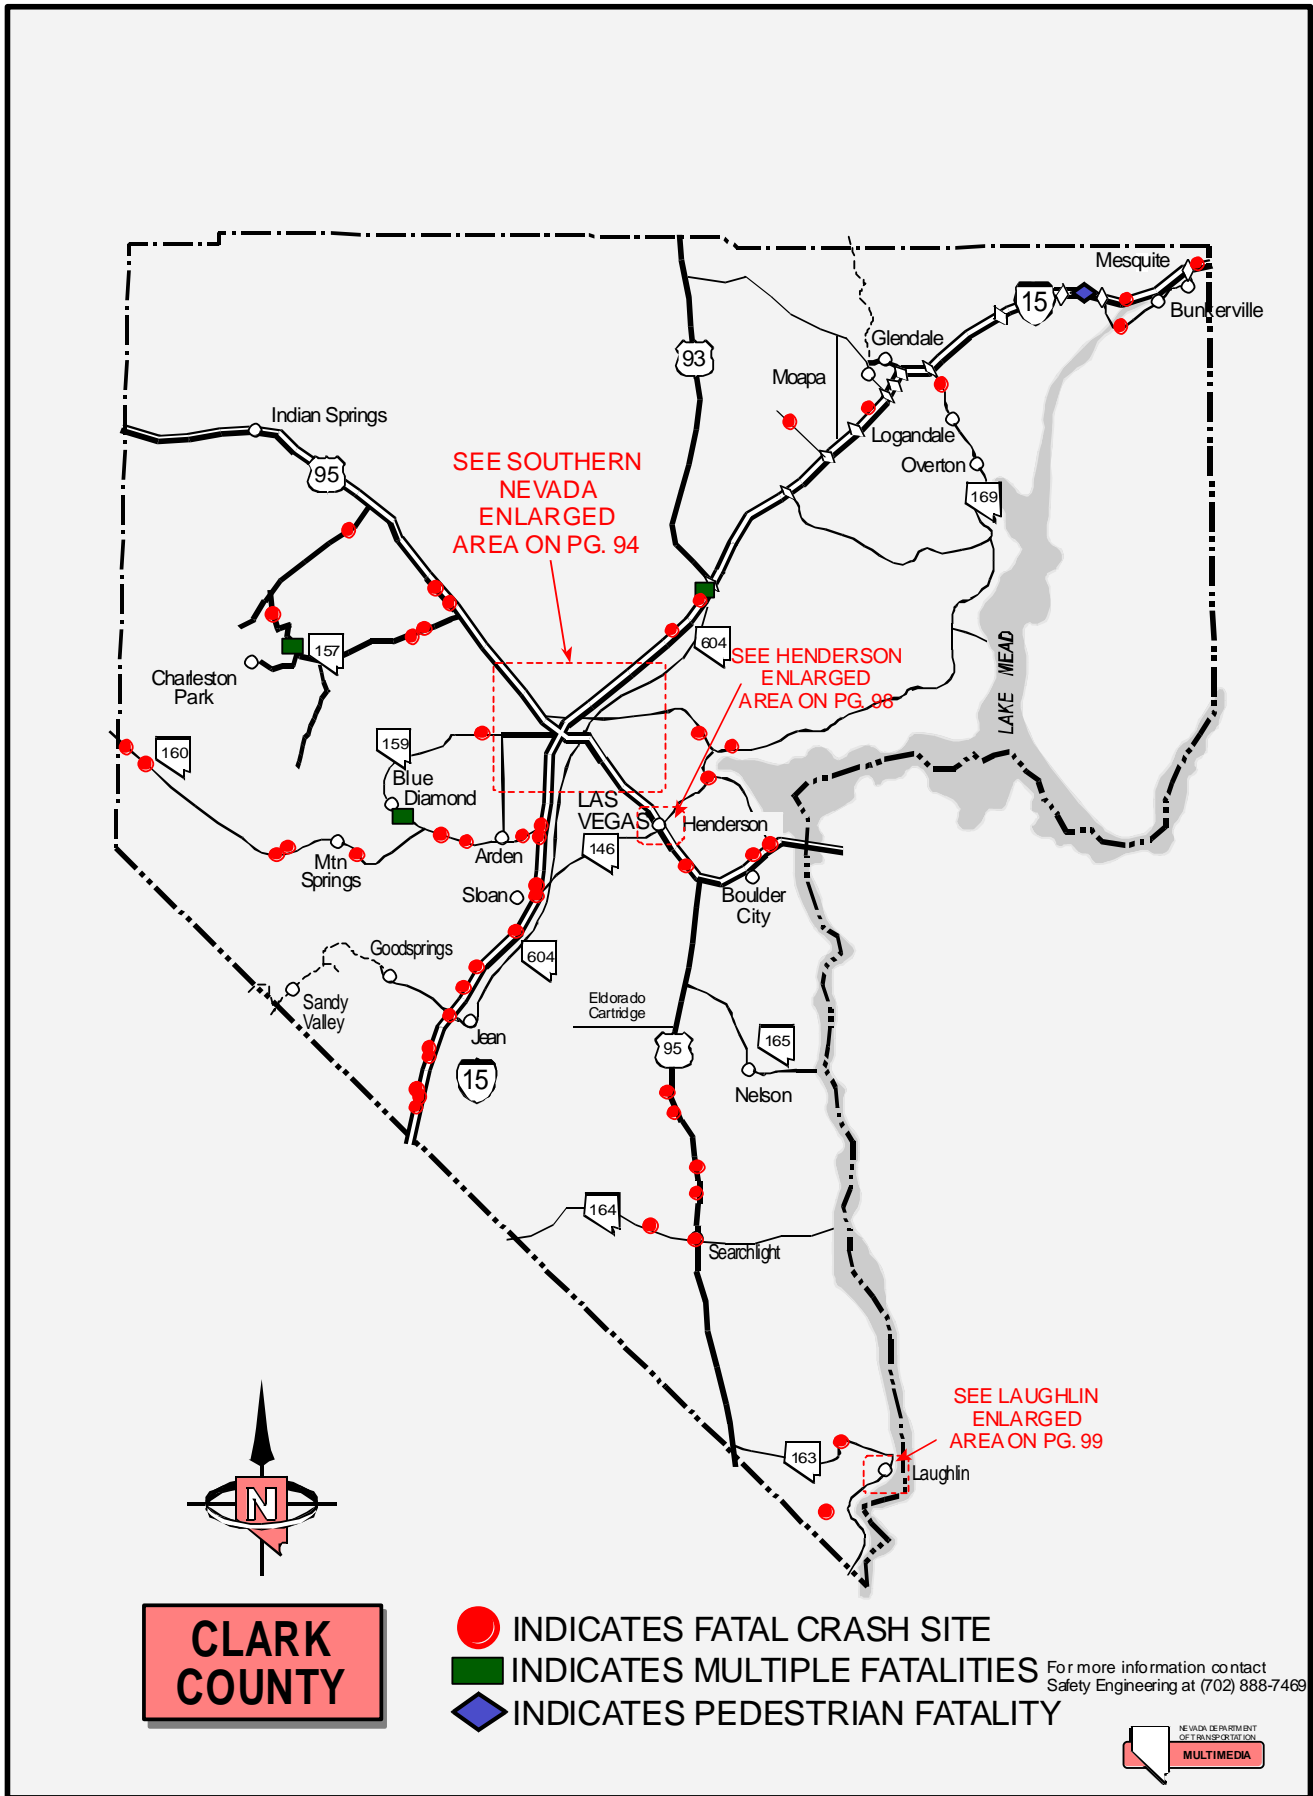 Mesquite
15
Bunkerville
Glendale
93
Moapa
Indian Springs
Logandale
Overton
95
SEE SOUTHERN
NEVADA
ENLARGED
AREA ON PG. 94
169
604
157
SEE HENDERSON
ENLARGED
AREA ON PG. 98
LAKE MEAD
Charleston
Park
160
159
Blue
Diamond
LAS
VEGAS
Henderson
Arden
146
Mtn
Springs
Sloan
Boulder
City
Goodsprings
604
Sandy
Valley
Eldorado
Cartridge
Jean
95
165
15
Nelson
164
Searchlight
SEE LAUGHLIN
ENLARGED
AREA ON PG. 99
163
Laughlin
N
CLARK
COUNTY
INDICATES FATAL CRASH SITE
INDICATES MULTIPLE FATALITIES
INDICATES PEDESTRIAN FATALITY
For more information contact
Safety Engineering at (702) 888-7469
NEVADA DEPARTMENT
OF TRANSPORTATION
MULTIMEDIA